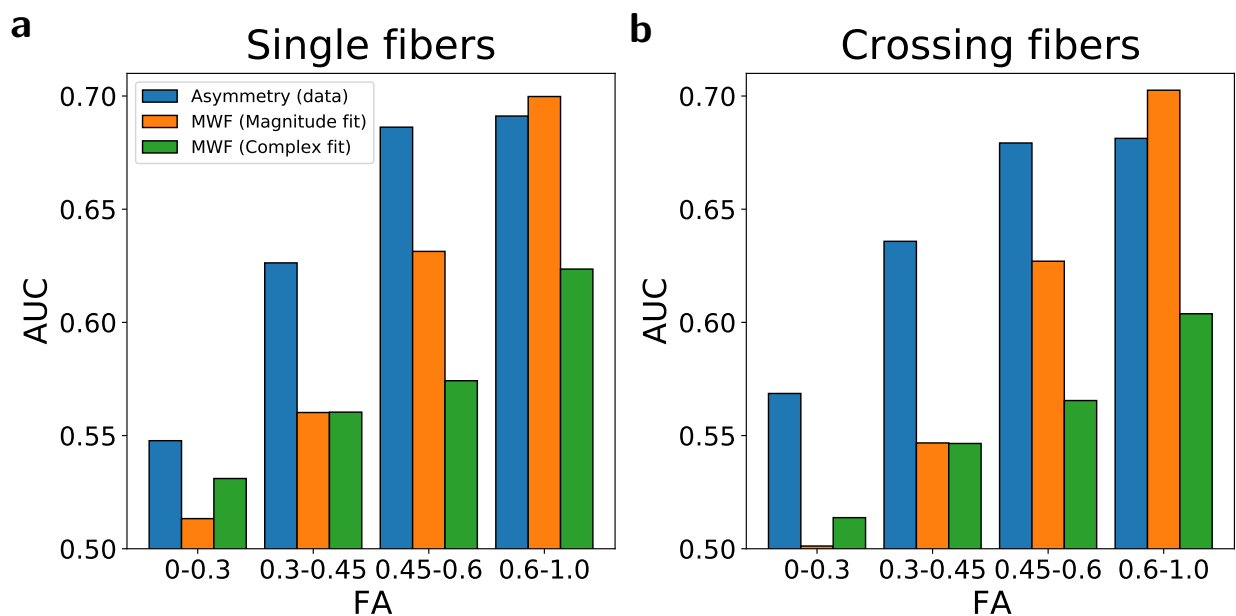 a
Single fibers
Asymmetry (data)
MWF (Magnitude fit)
MWF (Complex fit)
0.70
0.65
0.60
0.55
0.50
AUC
0-0.3 0.3-0.45 0.45-0.6 0.6-1.0
FA
b
Crossing fibers
0.70
0.65
0.60
0.55
0.50
AUC
0-0.3 0.3-0.45 0.45-0.6 0.6-1.0
FA